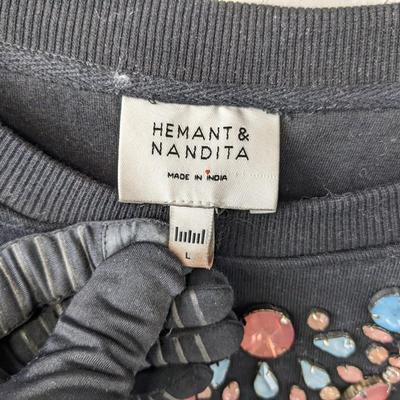 HEMANT &
NANDITA
MADE IN INDIA
L